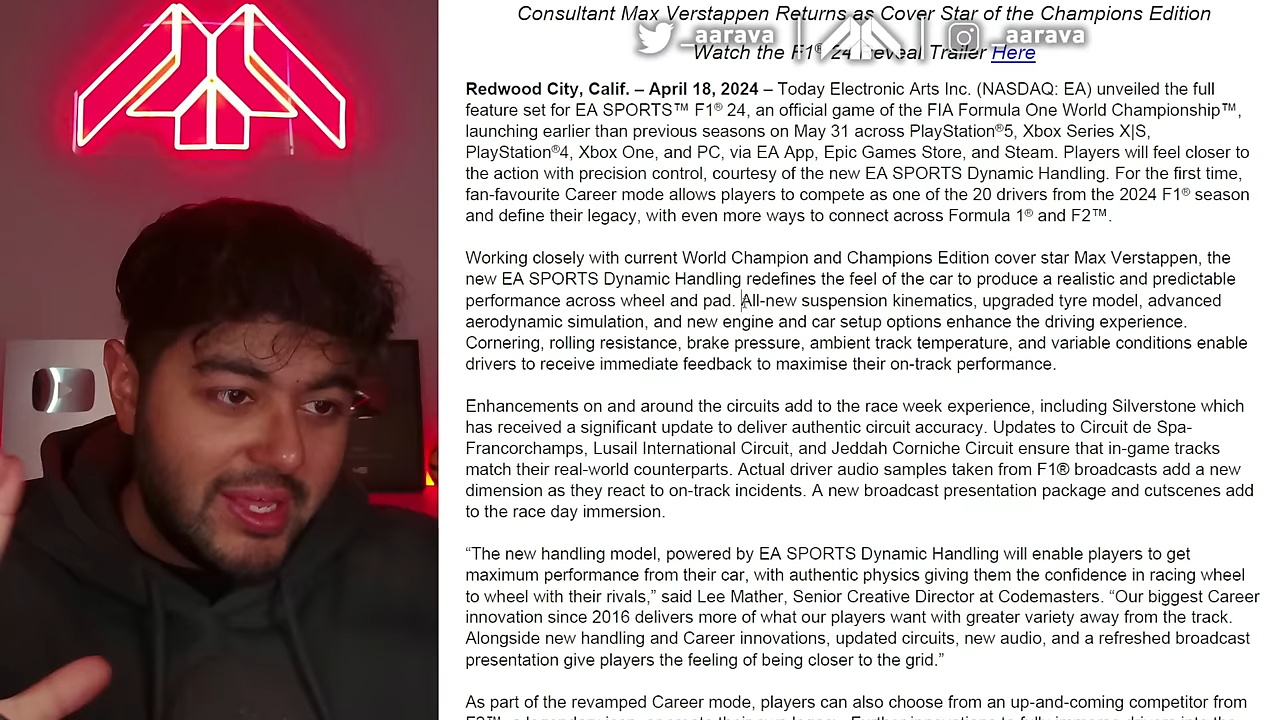 Consultant Max Verstappen Returns as Cover Star of the Champions Edition
_aarava
_aarava
Watch the F1® 24 Reveal Trailer Here
Redwood City, Calif. – April 18, 2024 – Today Electronic Arts Inc. (NASDAQ: EA) unveiled the full
feature set for EA SPORTS™ F1® 24, an official game of the FIA Formula One World Championship™,
launching earlier than previous seasons on May 31 across PlayStation®5, Xbox Series X|S,
PlayStation®4, Xbox One, and PC, via EA App, Epic Games Store, and Steam. Players will feel closer to
the action with precision control, courtesy of the new EA SPORTS Dynamic Handling. For the first time,
fan-favourite Career mode allows players to compete as one of the 20 drivers from the 2024 F1® season
and define their legacy, with even more ways to connect across Formula 1® and F2™.
Working closely with current World Champion and Champions Edition cover star Max Verstappen, the
new EA SPORTS Dynamic Handling redefines the feel of the car to produce a realistic and predictable
performance across wheel and pad. All-new suspension kinematics, upgraded tyre model, advanced
aerodynamic simulation, and new engine and car setup options enhance the driving experience.
Cornering, rolling resistance, brake pressure, ambient track temperature, and variable conditions enable
drivers to receive immediate feedback to maximise their on-track performance.
Enhancements on and around the circuits add to the race week experience, including Silverstone which
has received a significant update to deliver authentic circuit accuracy. Updates to Circuit de Spa-
Francorchamps, Lusail International Circuit, and Jeddah Corniche Circuit ensure that in-game tracks
match their real-world counterparts. Actual driver audio samples taken from F1® broadcasts add a new
dimension as they react to on-track incidents. A new broadcast presentation package and cutscenes add
to the race day immersion.
“The new handling model, powered by EA SPORTS Dynamic Handling will enable players to get
maximum performance from their car, with authentic physics giving them the confidence in racing wheel
to wheel with their rivals,” said Lee Mather, Senior Creative Director at Codemasters. “Our biggest Career
innovation since 2016 delivers more of what our players want with greater variety away from the track.
Alongside new handling and Career innovations, updated circuits, new audio, and a refreshed broadcast
presentation give players the feeling of being closer to the grid.”
As part of the revamped Career mode, players can also choose from an up-and-coming competitor from